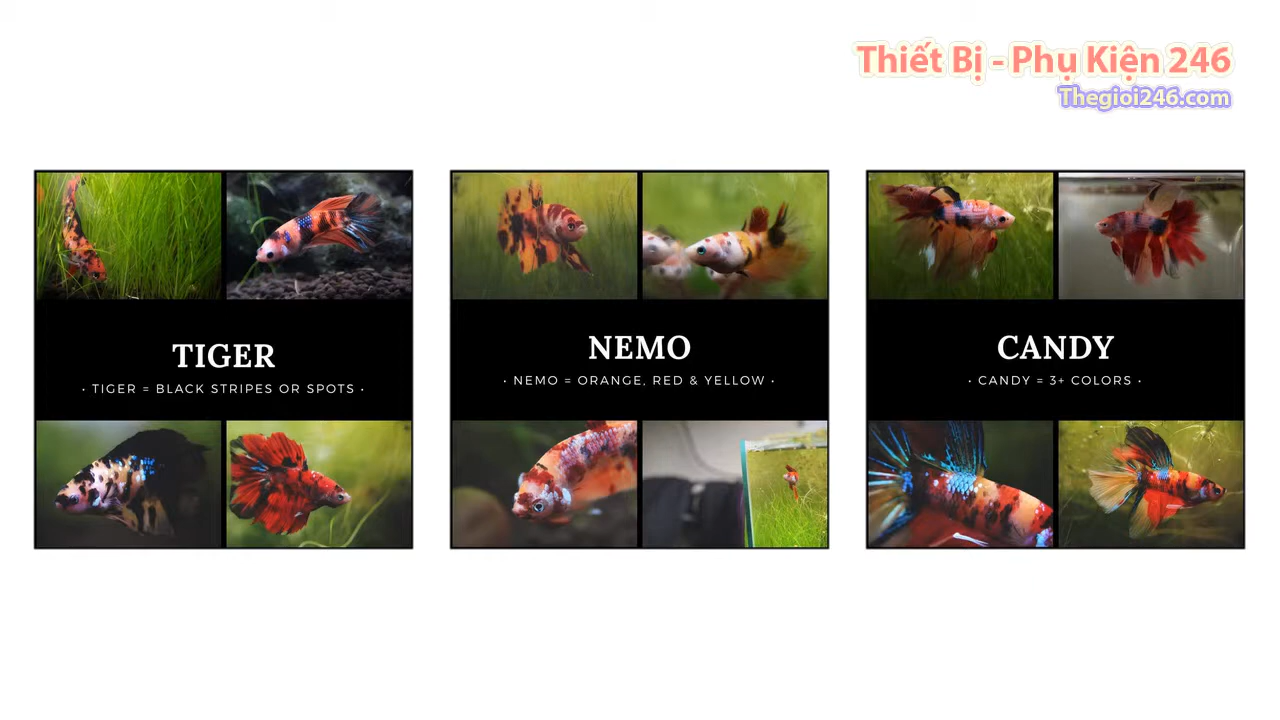 Thiết Bị - Phụ Kiện 246
Thegioi246.com
TIGER
• TIGER = BLACK STRIPES OR SPOTS •
NEMO
• NEMO = ORANGE, RED & YELLOW •
CANDY
• CANDY = 3+ COLORS •